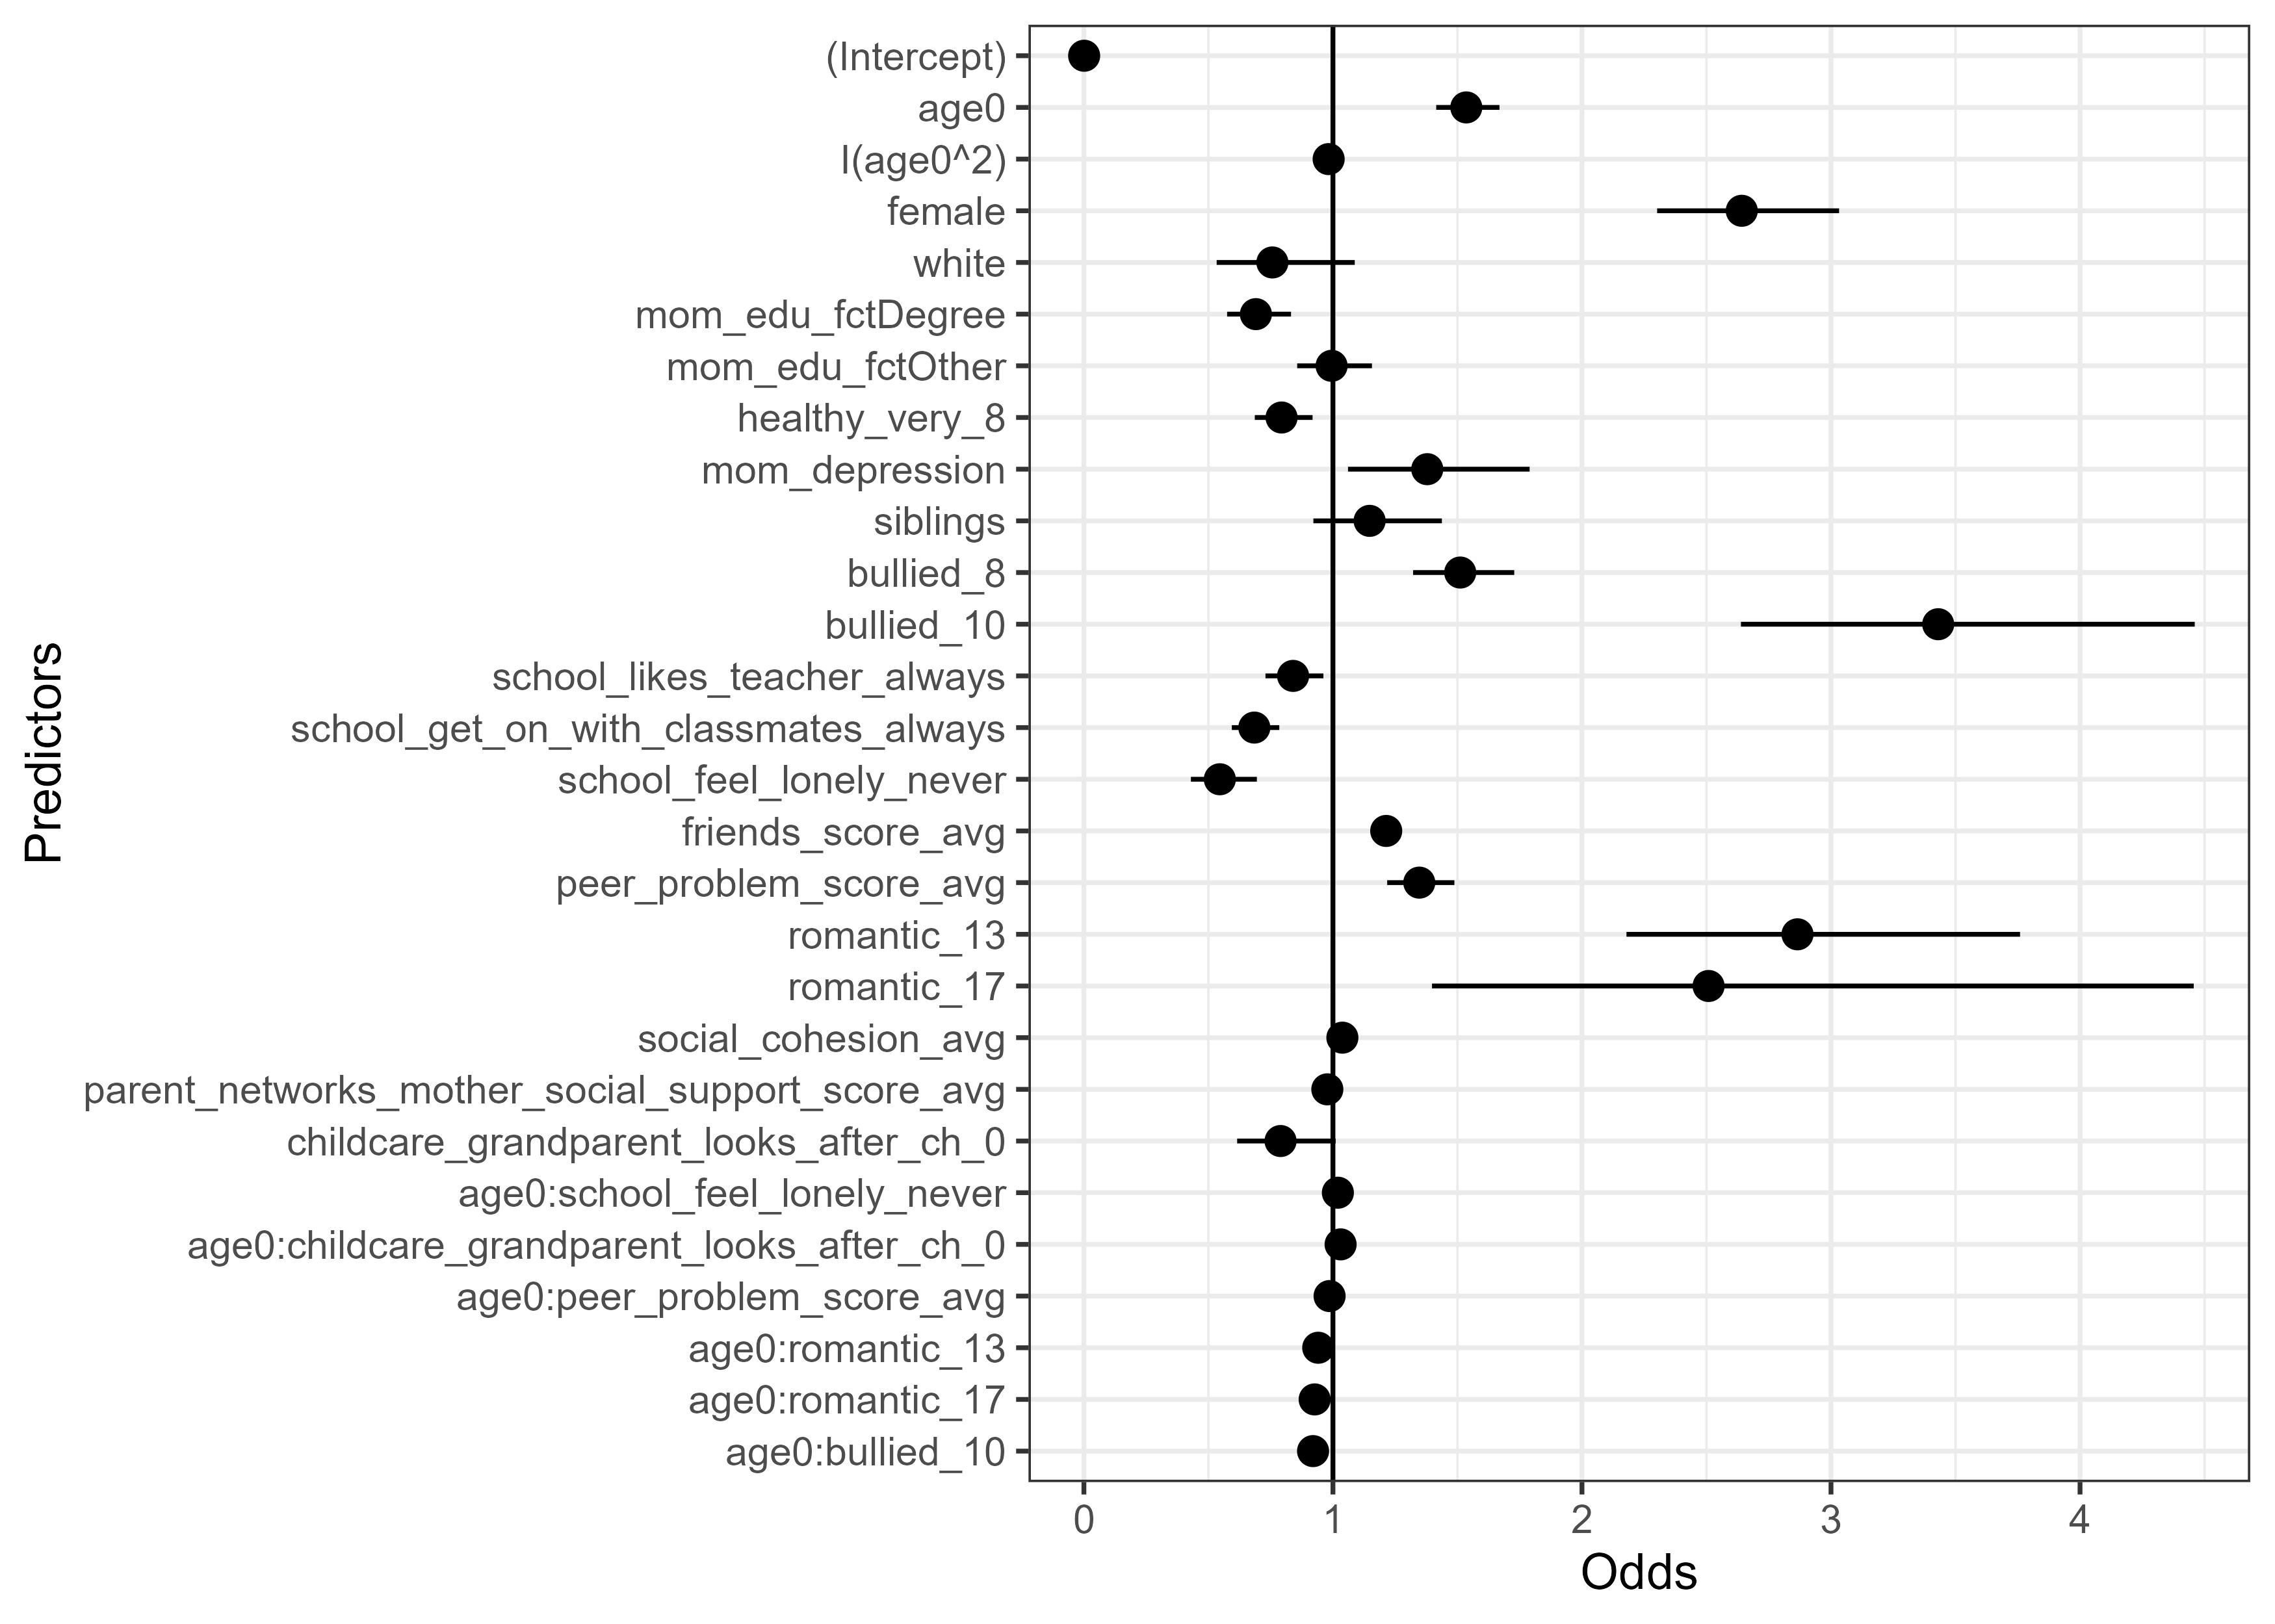 (Intercept)
age0
I(age0^2)
female
white
mom_edu_fctDegree
mom_edu_fctOther
healthy_very_8
mom_depression
siblings
bullied_8
bullied_10
school_likes_teacher_always
school_get_on_with_classmates_always
school_feel_lonely_never
friends_score_avg
peer_problem_score_avg
romantic_13
romantic_17
social_cohesion_avg
parent_networks_mother_social_support_score_avg
childcare_grandparent_looks_after_ch_0
age0:school_feel_lonely_never
age0:childcare_grandparent_looks_after_ch_0
age0:peer_problem_score_avg
age0:romantic_13
age0:romantic_17
age0:bullied_10
Predictors
0 1 2 3 4
Odds